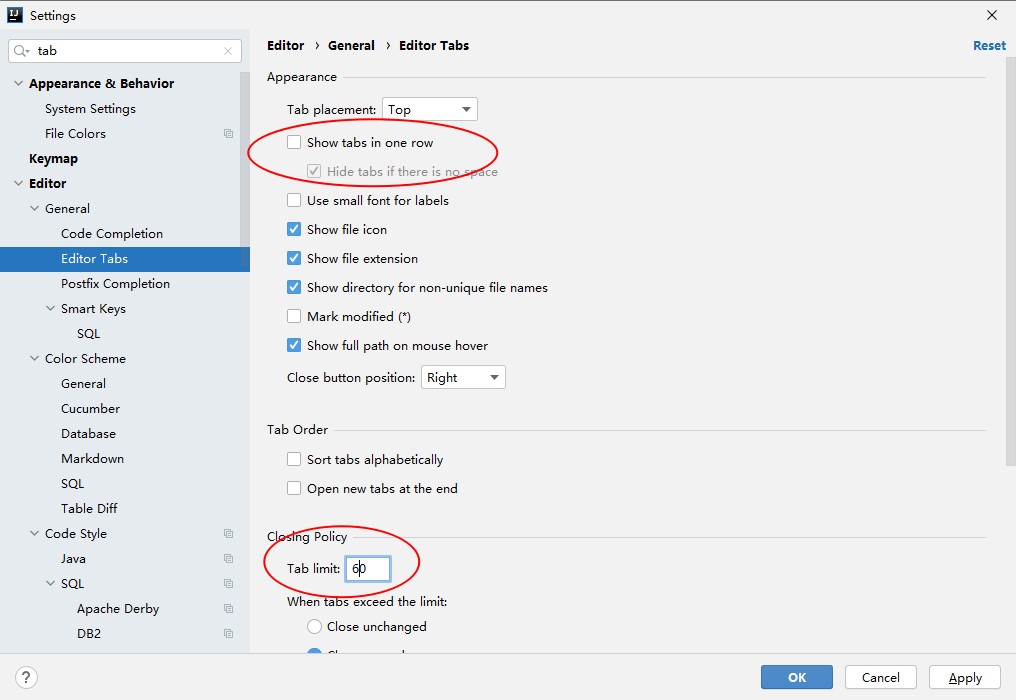 IJ Settings
tab
Appearance & Behavior
System Settings
File Colors
Keymap
Editor
General
Code Completion
Editor Tabs
Postfix Completion
Smart Keys
SQL
Color Scheme
General
Cucumber
Database
Markdown
SQL
Table Diff
Code Style
Java
SQL
Apache Derby
DB2
Editor › General › Editor Tabs
Reset
Appearance
Tab placement: Top
Show tabs in one row
Hide tabs if there is no space
Use small font for labels
Show file icon
Show file extension
Show directory for non-unique file names
Mark modified (*)
Show full path on mouse hover
Close button position: Right
Tab Order
Sort tabs alphabetically
Open new tabs at the end
Closing Policy
Tab limit: 60
When tabs exceed the limit:
Close unchanged
? OK Cancel Apply